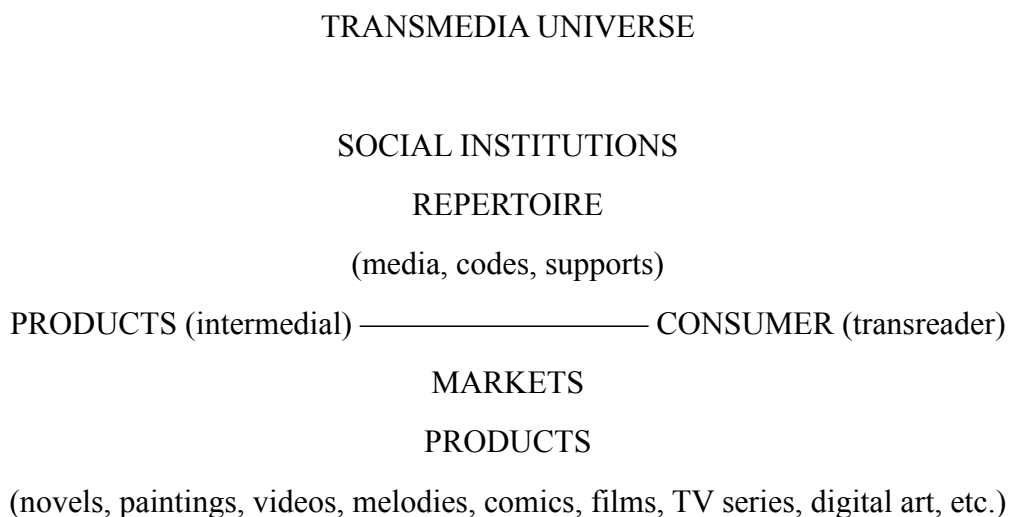 TRANSMEDIA UNIVERSE
SOCIAL INSTITUTIONS
REPERTOIRE
(media, codes, supports)
PRODUCTS (intermedial) ——————————— CONSUMER (transreader)
MARKETS
PRODUCTS
(novels, paintings, videos, melodies, comics, films, TV series, digital art, etc.)